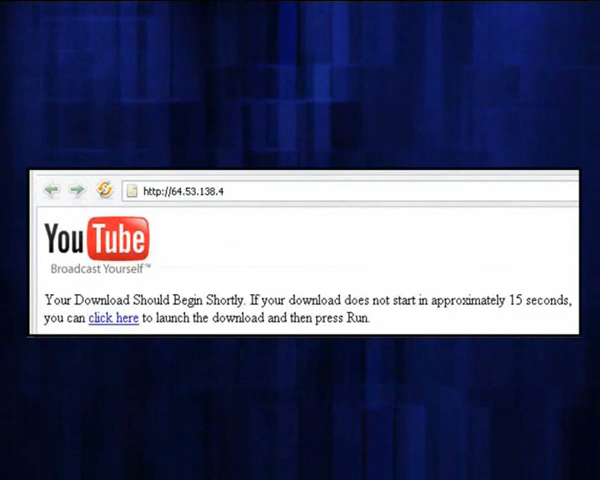 http://64.53.138.4
YouTube
Broadcast Yourself™
Your Download Should Begin Shortly. If your download does not start in approximately 15 seconds,
you can click here to launch the download and then press Run.